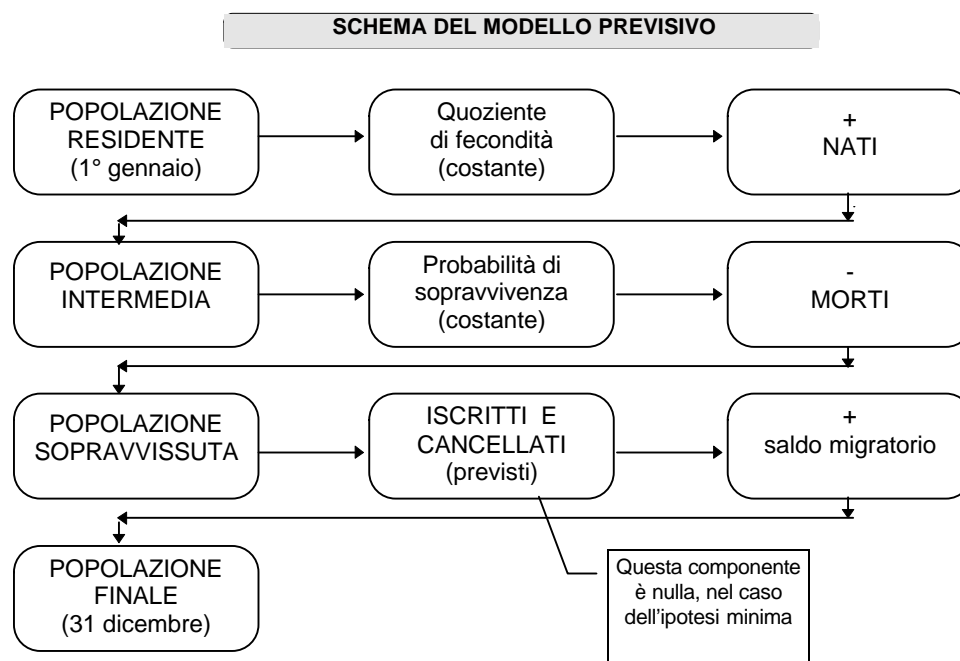 SCHEMA DEL MODELLO PREVISIVO
POPOLAZIONE
RESIDENTE
(1° gennaio)
Quoziente
di fecondità
(costante)
+
NATI
POPOLAZIONE
INTERMEDIA
Probabilità di
sopravvivenza
(costante)
-
MORTI
POPOLAZIONE
SOPRAVVISSUTA
ISCRITTI E
CANCELLATI
(previsti)
+
saldo migratorio
POPOLAZIONE
FINALE
(31 dicembre)
Questa componente
è nulla, nel caso
dell'ipotesi minima